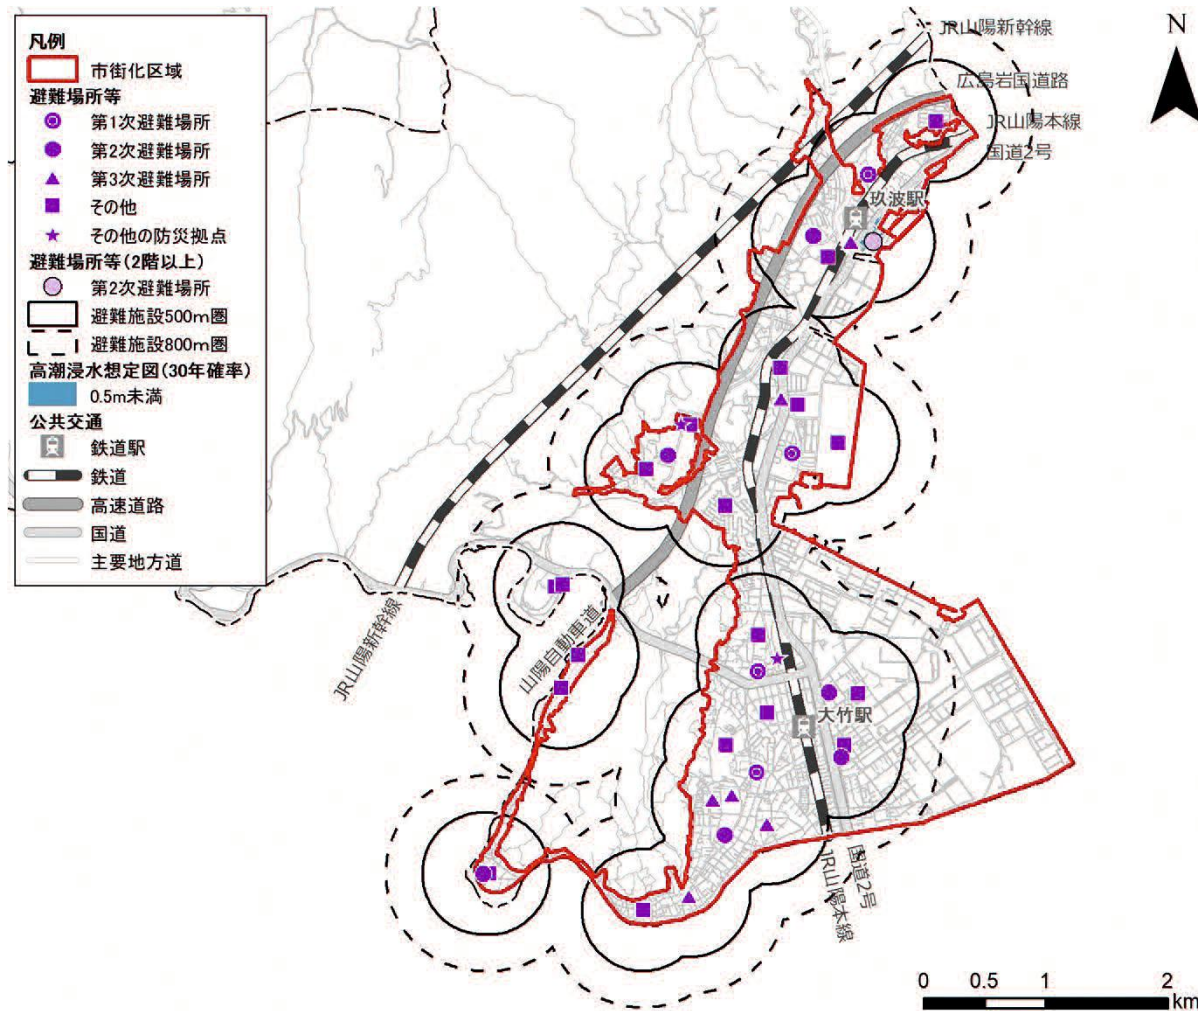 凡例
市街化区域
避難場所等
第1次避難場所
第2次避難場所
第3次避難場所
その他
その他の防災拠点
避難場所等(2階以上)
第2次避難場所
避難施設500m圏
避難施設800m圏
高潮浸水想定図(30年確率)
0.5m未満
公共交通
鉄道駅
鉄道
高速道路
国道
主要地方道
N
JR山陽新幹線
広島岩国道路
JR山陽本線
国道2号
玖波駅
JR山陽新幹線
山陽自動車道
大竹駅
国道2号
JR山陽本線
0 0.5 1 2
km